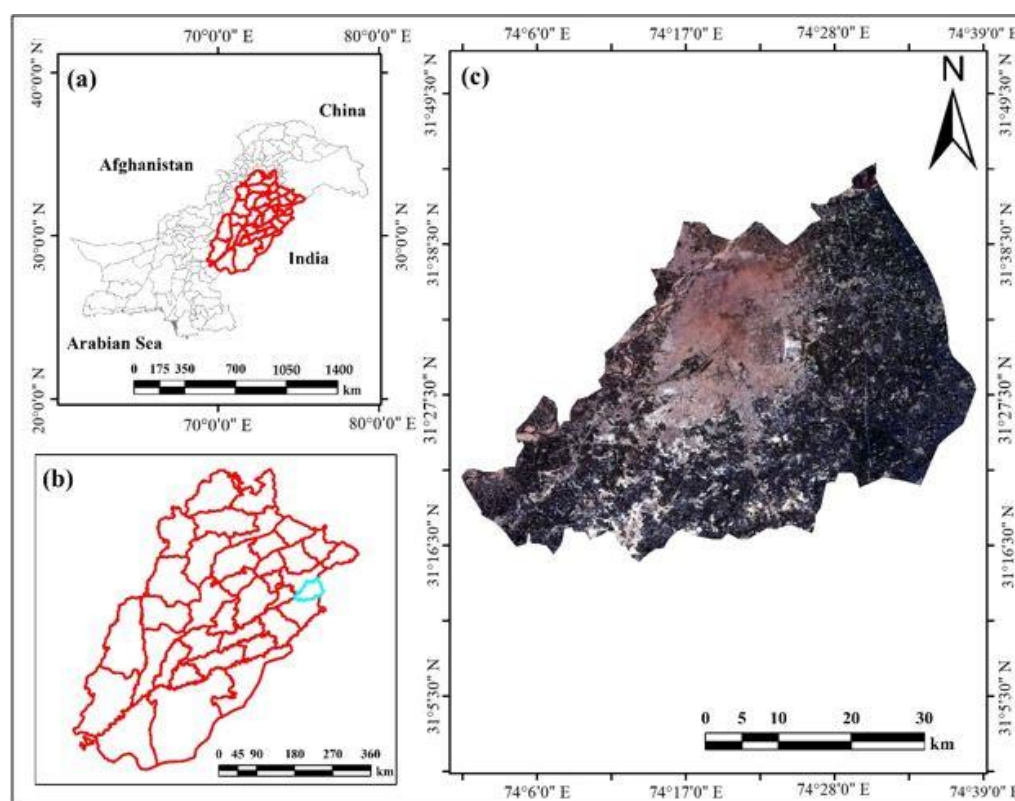 70°0'0" E 80°0'0" E
(a)
China
Afghanistan
India
Arabian Sea
40°0'0" N
30°0'0" N
20°0'0" N
30°0'0" N
0 175 350 700 1050 1400
km
70°0'0" E 80°0'0" E
(b)
0 45 90 180 270 360
km
74°6'0" E 74°17'0" E 74°28'0" E 74°39'0" E
(c)
N
31°49'30" N
31°38'30" N
31°27'30" N
31°16'30" N
31°5'30" N
31°49'30" N
31°38'30" N
31°27'30" N
31°16'30" N
31°5'30" N
0 5 10 20 30
km
74°6'0" E 74°17'0" E 74°28'0" E 74°39'0" E